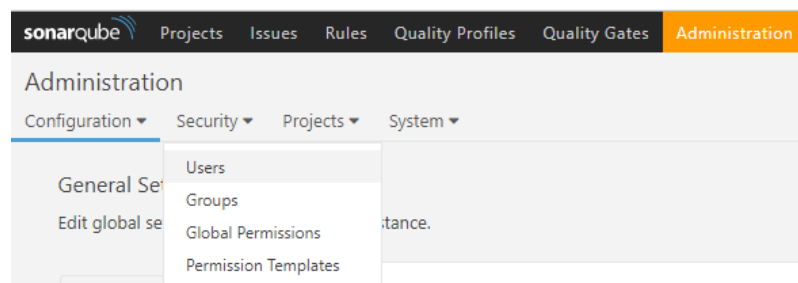 sonarqube Projects Issues Rules Quality Profiles Quality Gates Administration
Administration
Configuration Security Projects System
Users
General Se
Groups
Edit global se
tance.
Global Permissions
Permission Templates